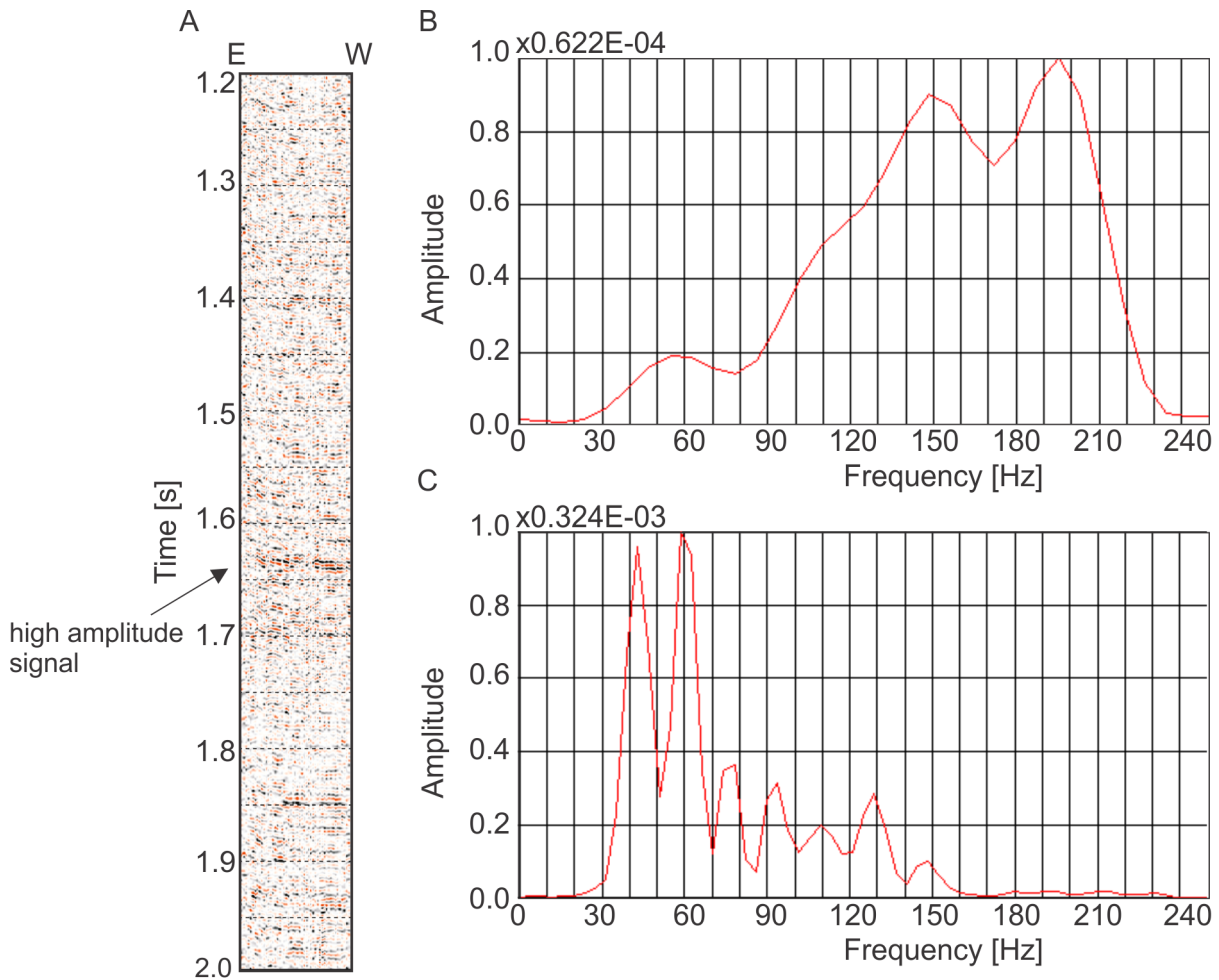 A
E W
1.2
1.3
1.4
1.5
1.6
1.7
1.8
1.9
2.0
Time [s]
high amplitude
signal
B
x0.622E-04
1.0
0.8
0.6
0.4
0.2
0.0
Amplitude
0 30 60 90 120 150 180 210 240
Frequency [Hz]
C
x0.324E-03
1.0
0.8
0.6
0.4
0.2
0.0
Amplitude
0 30 60 90 120 150 180 210 240
Frequency [Hz]